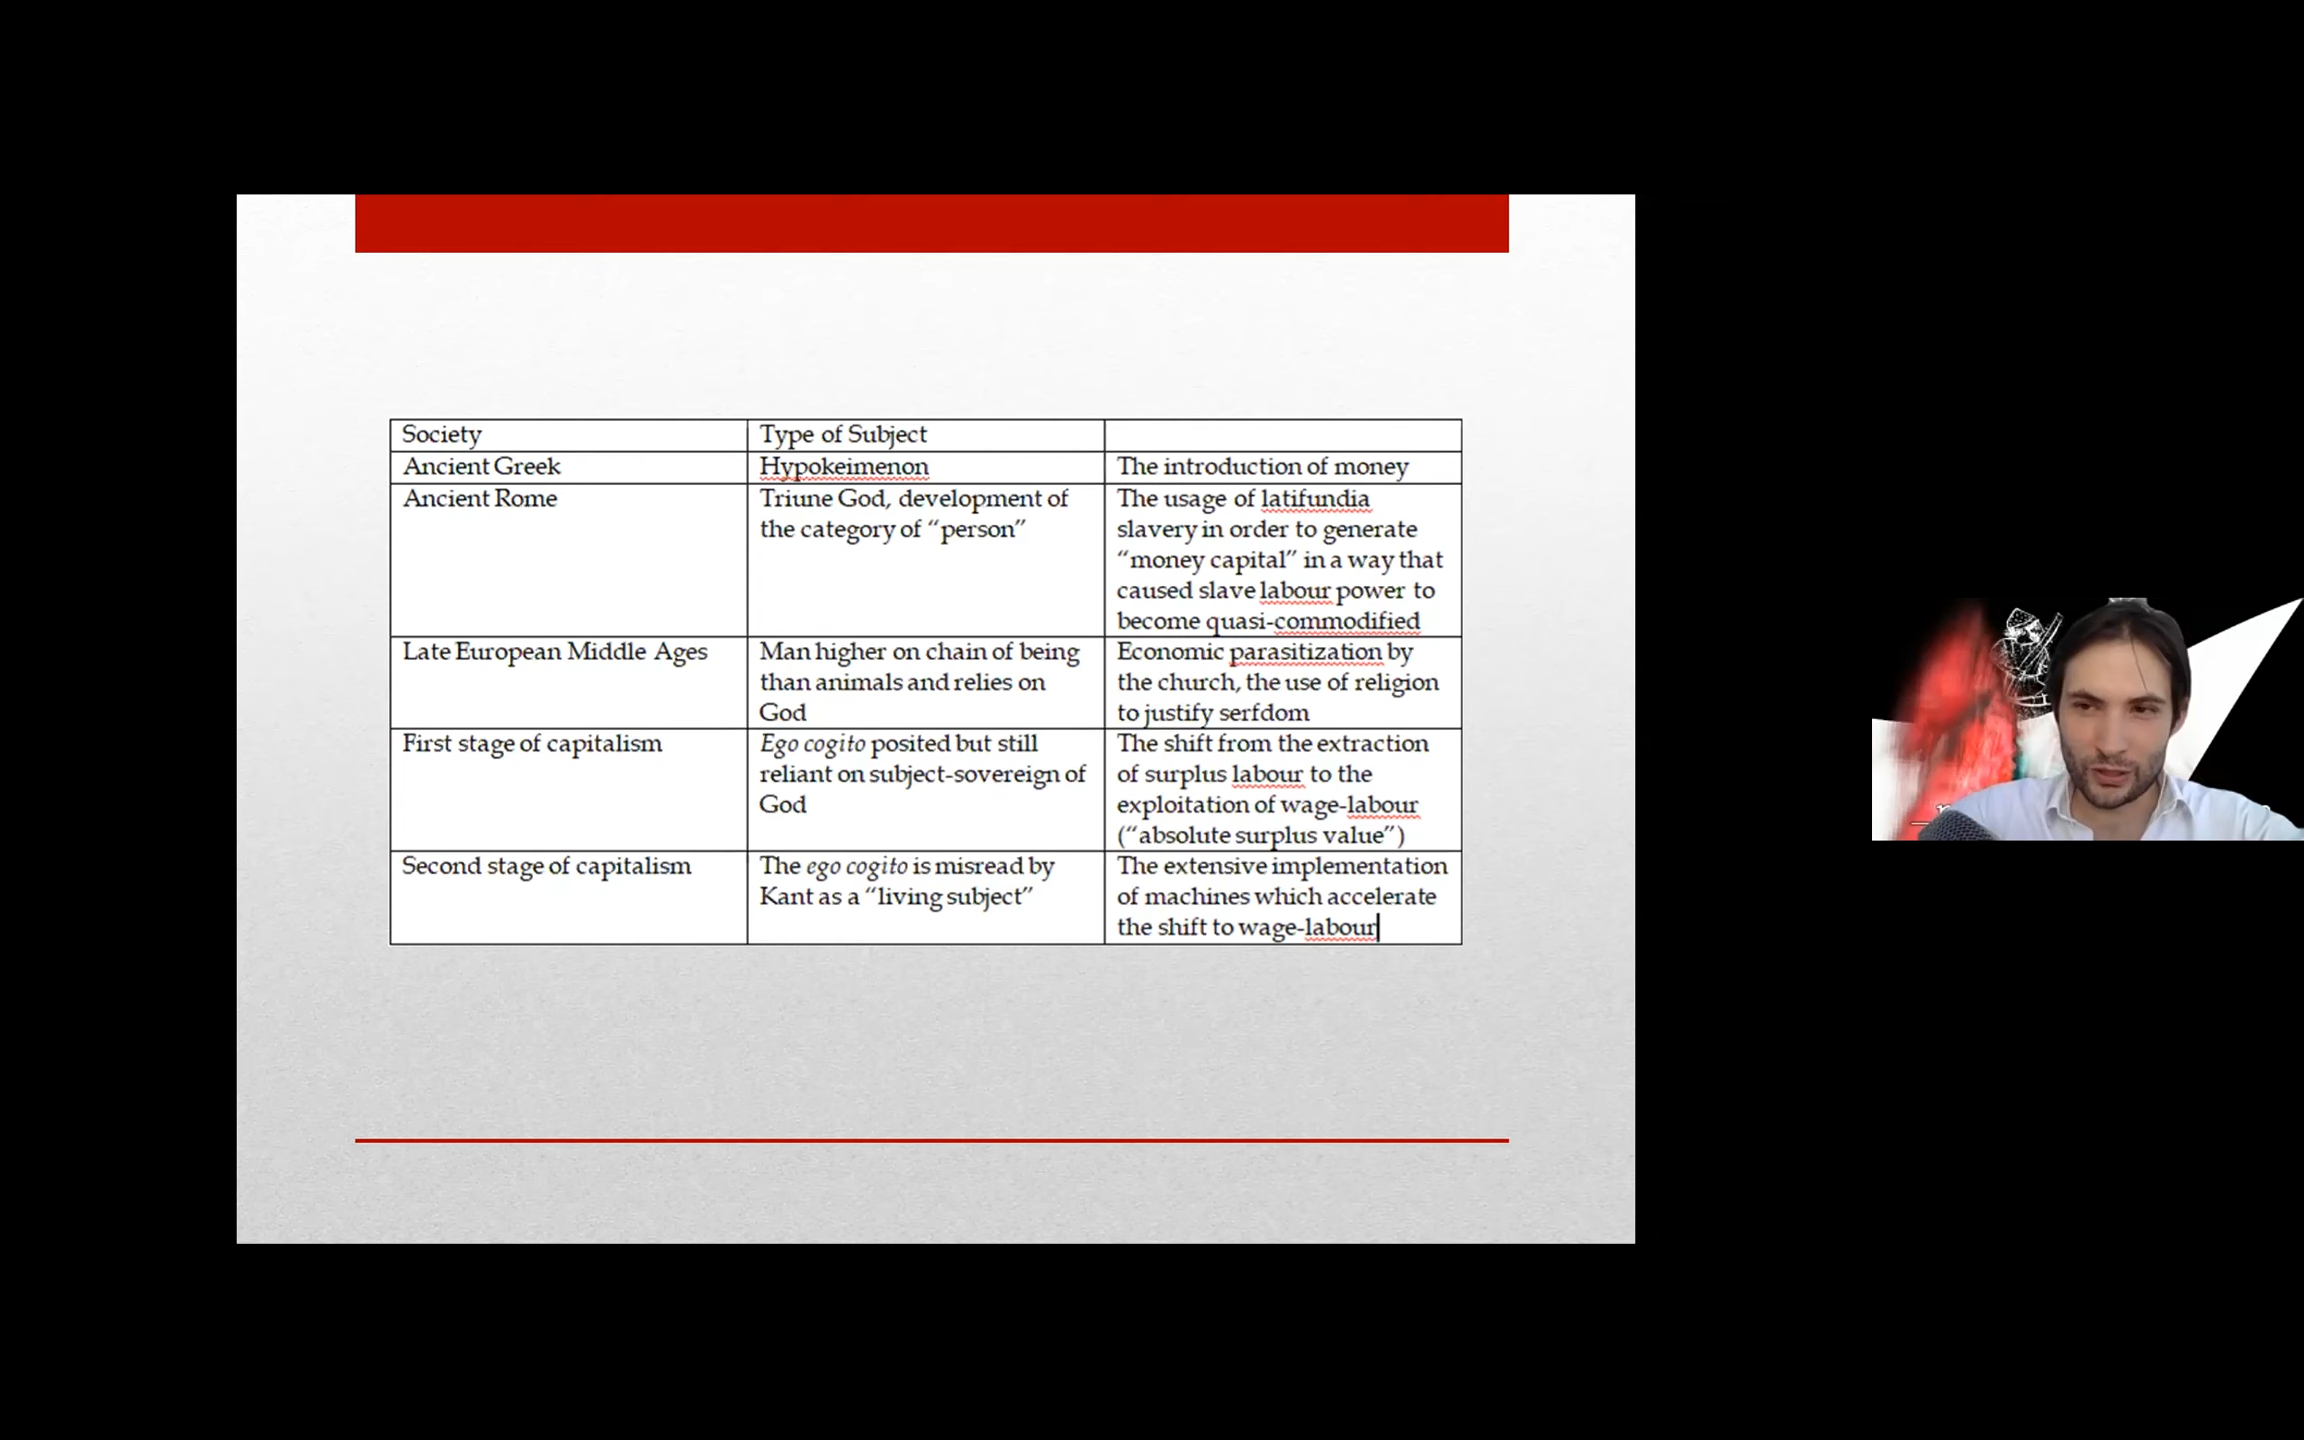 Society
Type of Subject
Ancient Greek
Hypokeimenon
The introduction of money
Ancient Rome
Triune God, development of
the category of “person”
The usage of latifundia
slavery in order to generate
“money capital” in a way that
caused slave labour power to
become quasi-commodified
Late European Middle Ages
Man higher on chain of being
than animals and relies on
God
Economic parasitization by
the church, the use of religion
to justify serfdom
First stage of capitalism
Ego cogito posited but still
reliant on subject-sovereign of
God
The shift from the extraction
of surplus labour to the
exploitation of wage-labour
(“absolute surplus value”)
Second stage of capitalism
The ego cogito is misread by
Kant as a “living subject”
The extensive implementation
of machines which accelerate
the shift to wage-labour